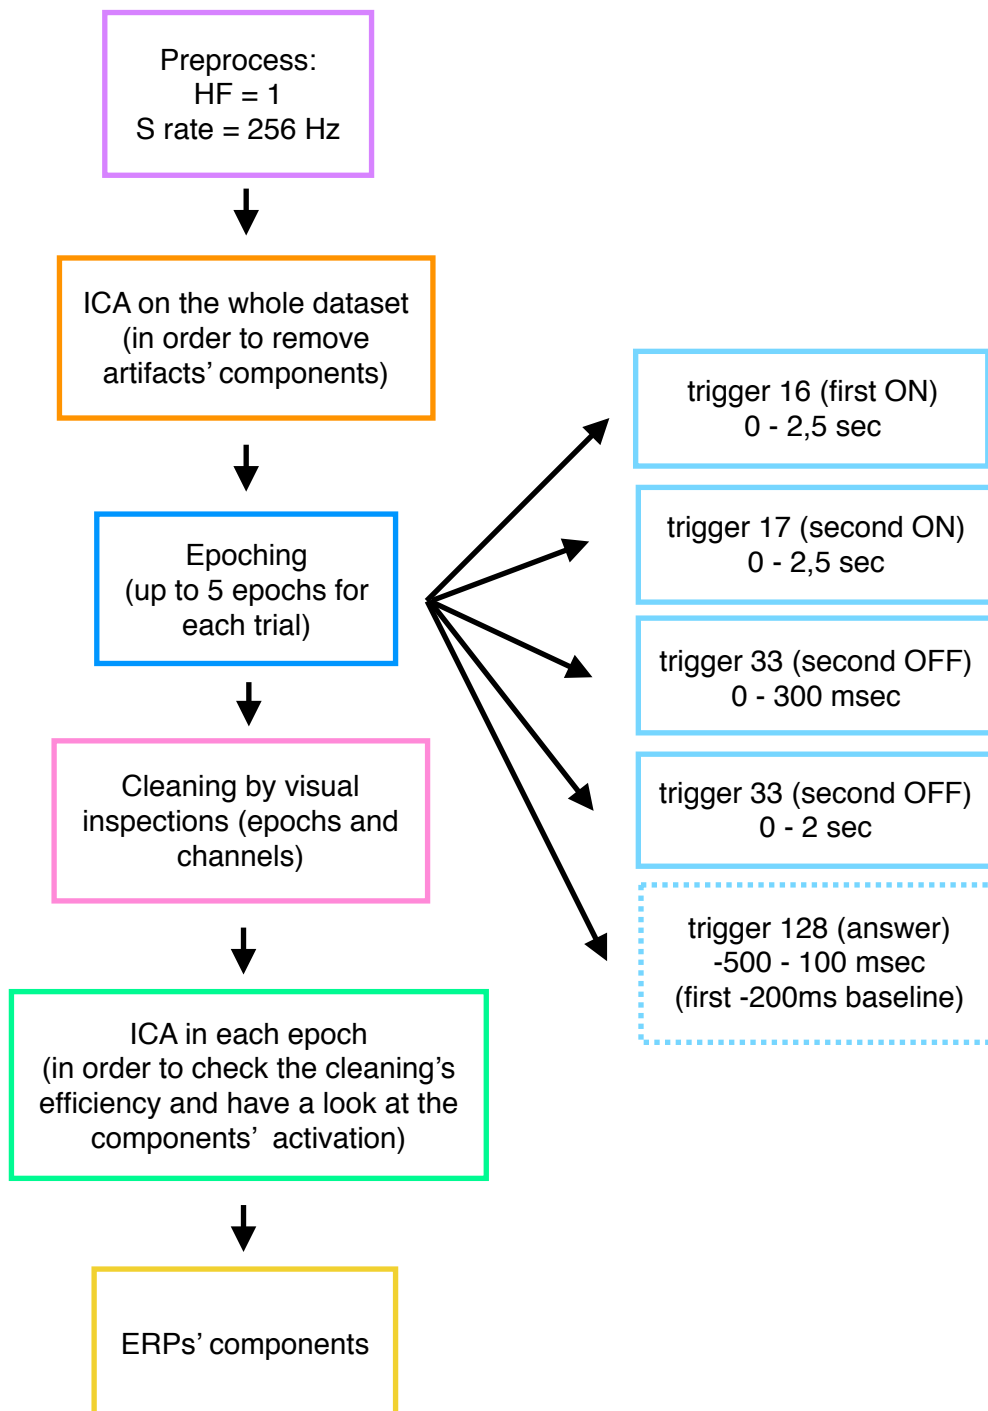 Preprocess:
HF = 1
S rate = 256 Hz
ICA on the whole dataset
(in order to remove
artifacts’ components)
Epoching
(up to 5 epochs for
each trial)
trigger 16 (first ON)
0 - 2,5 sec
trigger 17 (second ON)
0 - 2,5 sec
trigger 33 (second OFF)
0 - 300 msec
trigger 33 (second OFF)
0 - 2 sec
trigger 128 (answer)
-500 - 100 msec
(first -200ms baseline)
Cleaning by visual
inspections (epochs and
channels)
ICA in each epoch
(in order to check the cleaning’s
efficiency and have a look at the
components’ activation)
ERPs’ components